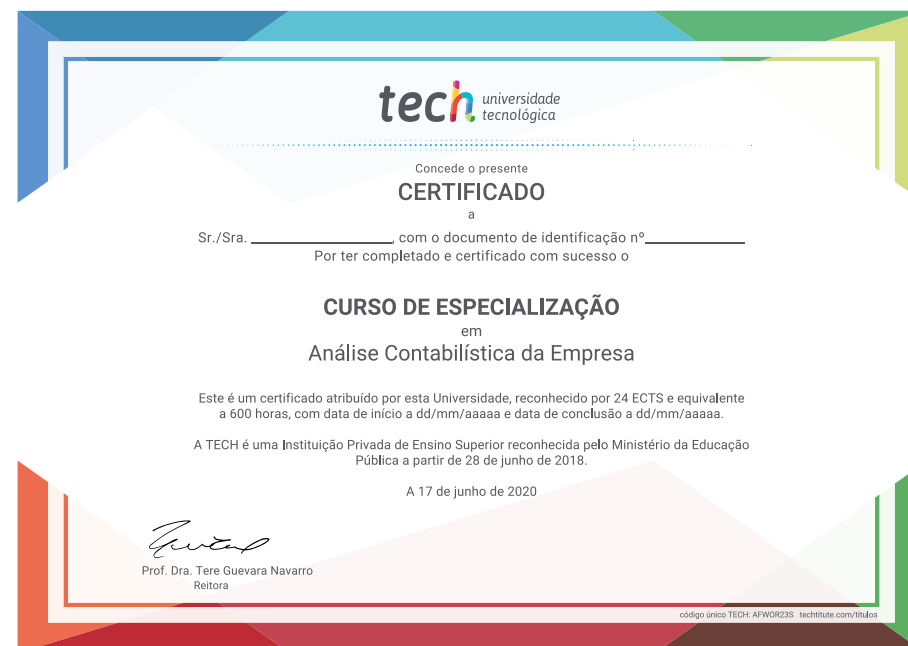 tech universidade
tecnológica
Concede o presente
CERTIFICADO
a
Sr./Sra. ____________________, com o documento de identificação nº______________
Por ter completado e certificado com sucesso o
CURSO DE ESPECIALIZAÇÃO
em
Análise Contabilística da Empresa
Este é um certificado atribuído por esta Universidade, reconhecido por 24 ECTS e equivalente
a 600 horas, com data de início a dd/mm/aaaaa e data de conclusão a dd/mm/aaaaa.
A TECH é uma Instituição Privada de Ensino Superior reconhecida pelo Ministério da Educação
Pública a partir de 28 de junho de 2018.
A 17 de junho de 2020
Prof. Dra. Tere Guevara Navarro
Reitora
código único TECH: AFWOR23S techtitute.com/titulos